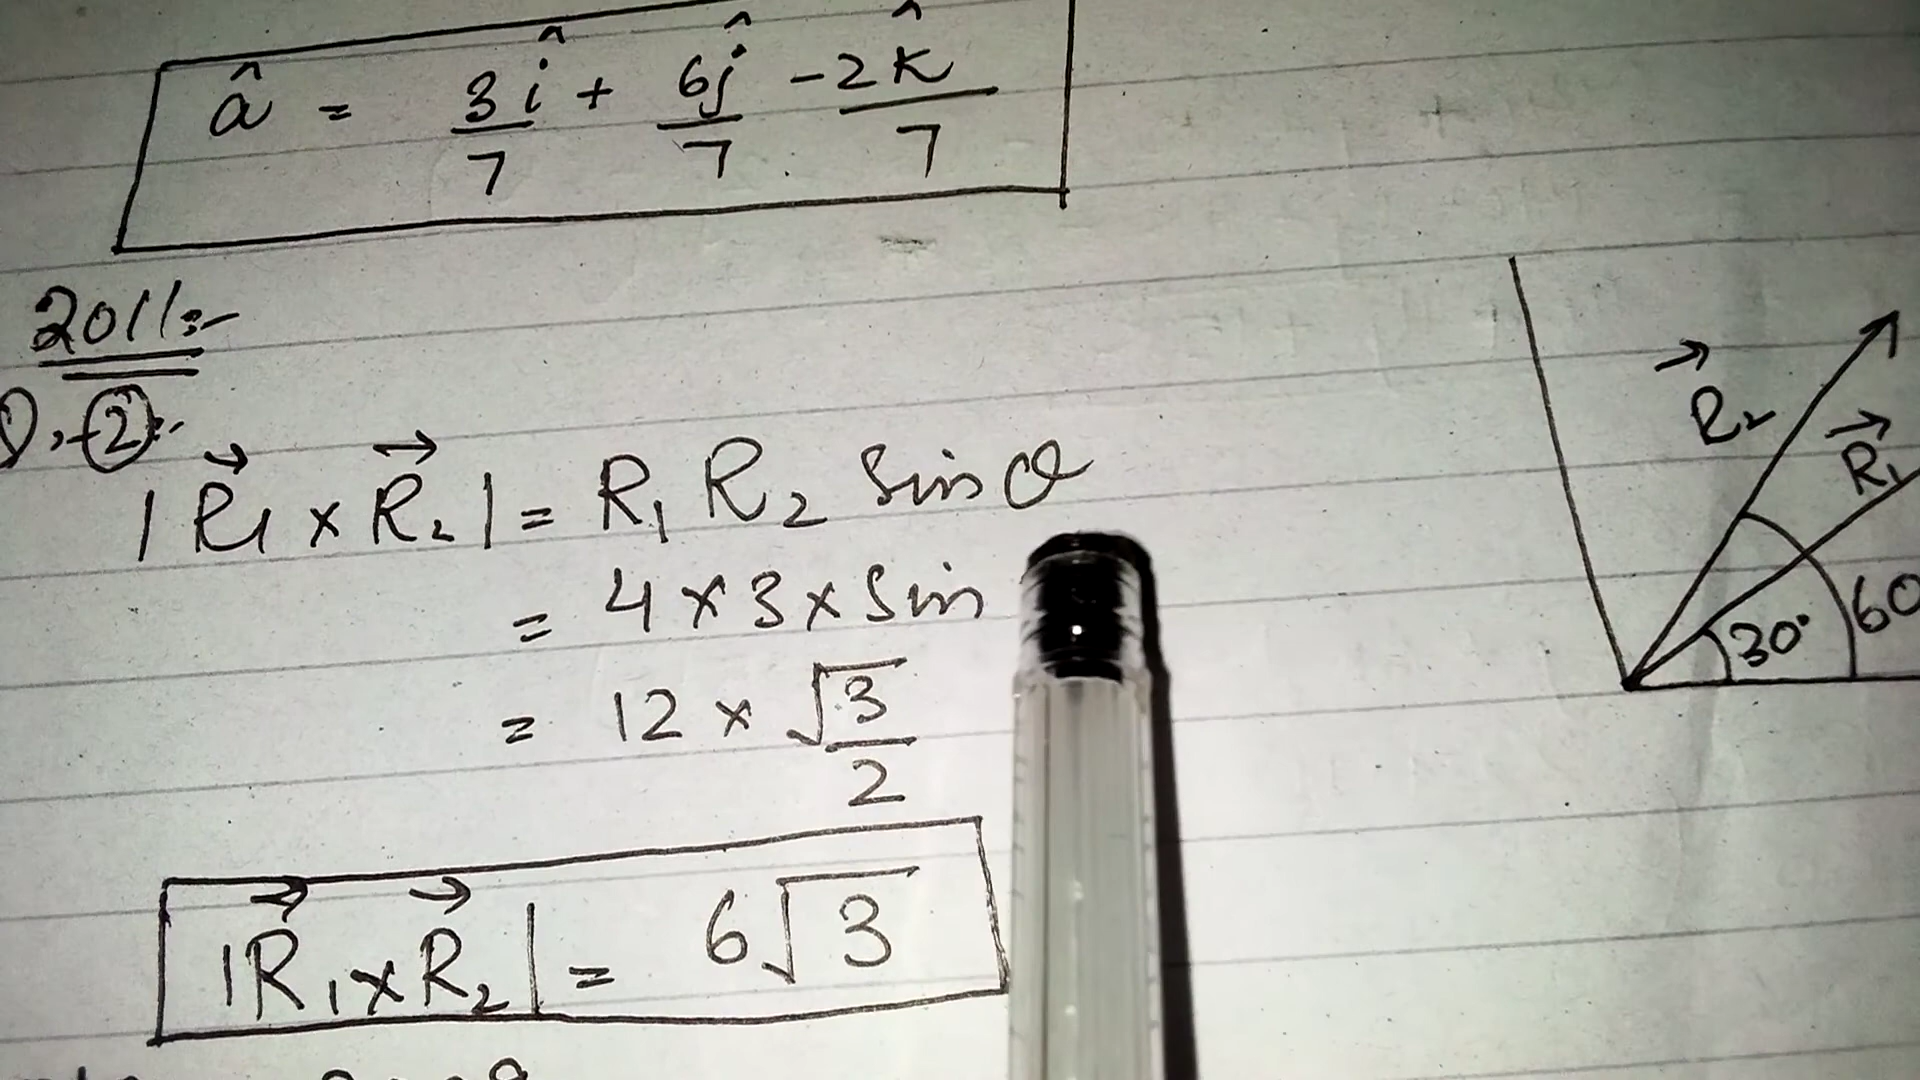 â = 3î/7 + 6ĵ/7 - 2k̂/7
2011:-
(2):-
|R⃗₁ × R⃗₂| = R₁ R₂ Sin θ
= 4 × 3 × Sin
= 12 × √3/2
|R⃗₁ × R⃗₂| = 6√3
R⃗₂
R⃗₁
30°
60